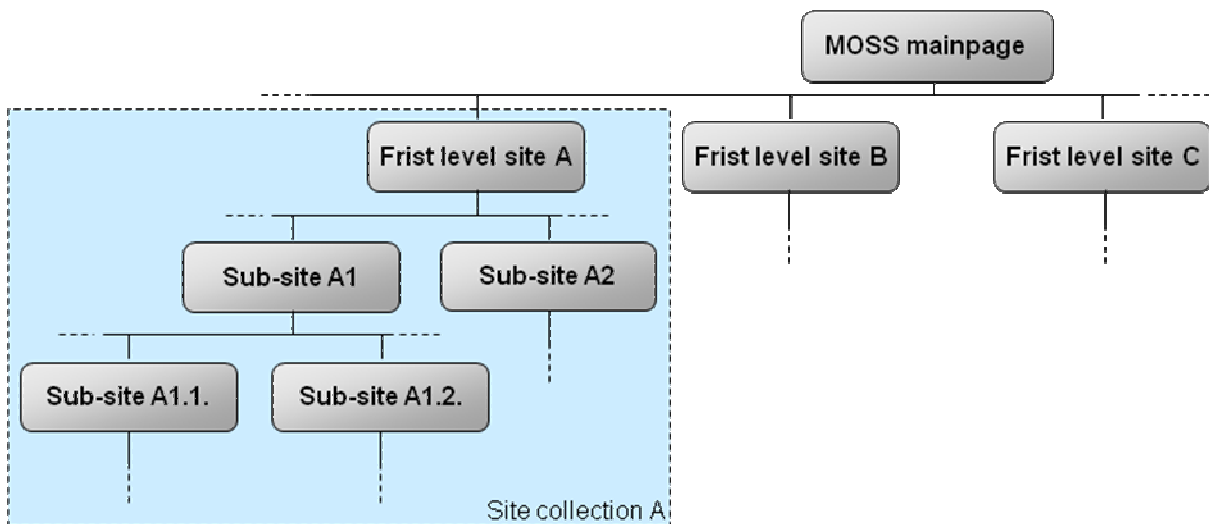 MOSS mainpage
Frist level site A
Frist level site B
Frist level site C
Sub-site A1
Sub-site A2
Sub-site A1.1.
Sub-site A1.2.
Site collection A